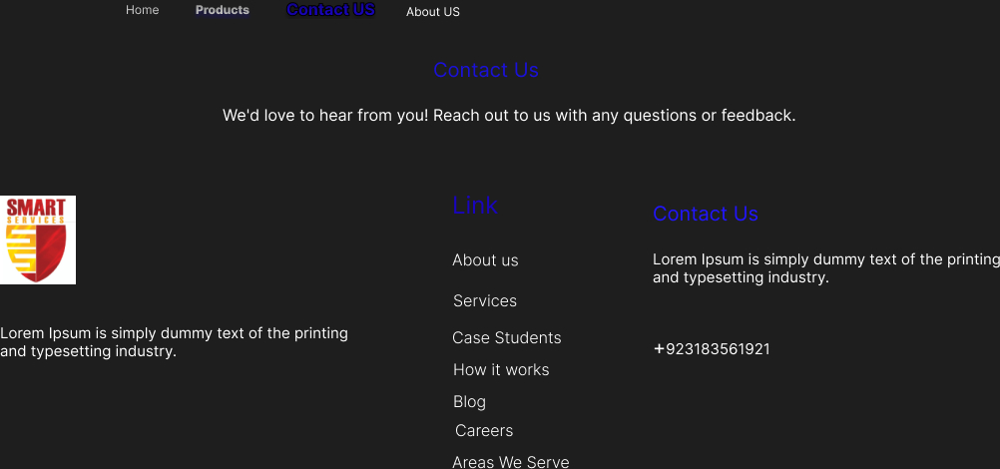 Home Products Contact US About US
Contact Us
We'd love to hear from you! Reach out to us with any questions or feedback.
SMART
SERVICES
Lorem Ipsum is simply dummy text of the printing
and typesetting industry.
Link
About us
Services
Case Students
How it works
Blog
Careers
Areas We Serve
Contact Us
Lorem Ipsum is simply dummy text of the printing
and typesetting industry.
+923183561921